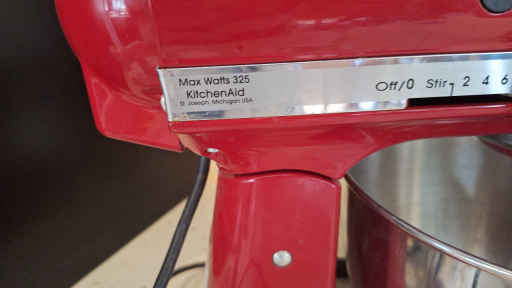 Max Watts 325
KitchenAid
St. Joseph, Michigan USA
Off/0 Stir 2 4 6